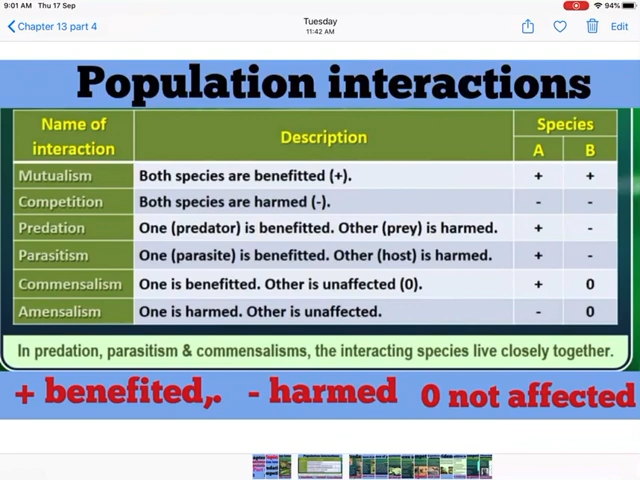 9:01 AM Thu 17 Sep
94%
Chapter 13 part 4
Tuesday
11:42 AM
Edit
Population interactions
Name of interaction Description Species
A B
Mutualism Both species are benefitted (+). + +
Competition Both species are harmed (-). - -
Predation One (predator) is benefitted. Other (prey) is harmed. + -
Parasitism One (parasite) is benefitted. Other (host) is harmed. + -
Commensalism One is benefitted. Other is unaffected (0). + 0
Amensalism One is harmed. Other is unaffected. - 0
In predation, parasitism & commensalisms, the interacting species live closely together.
+ benefited,. - harmed 0 not affected